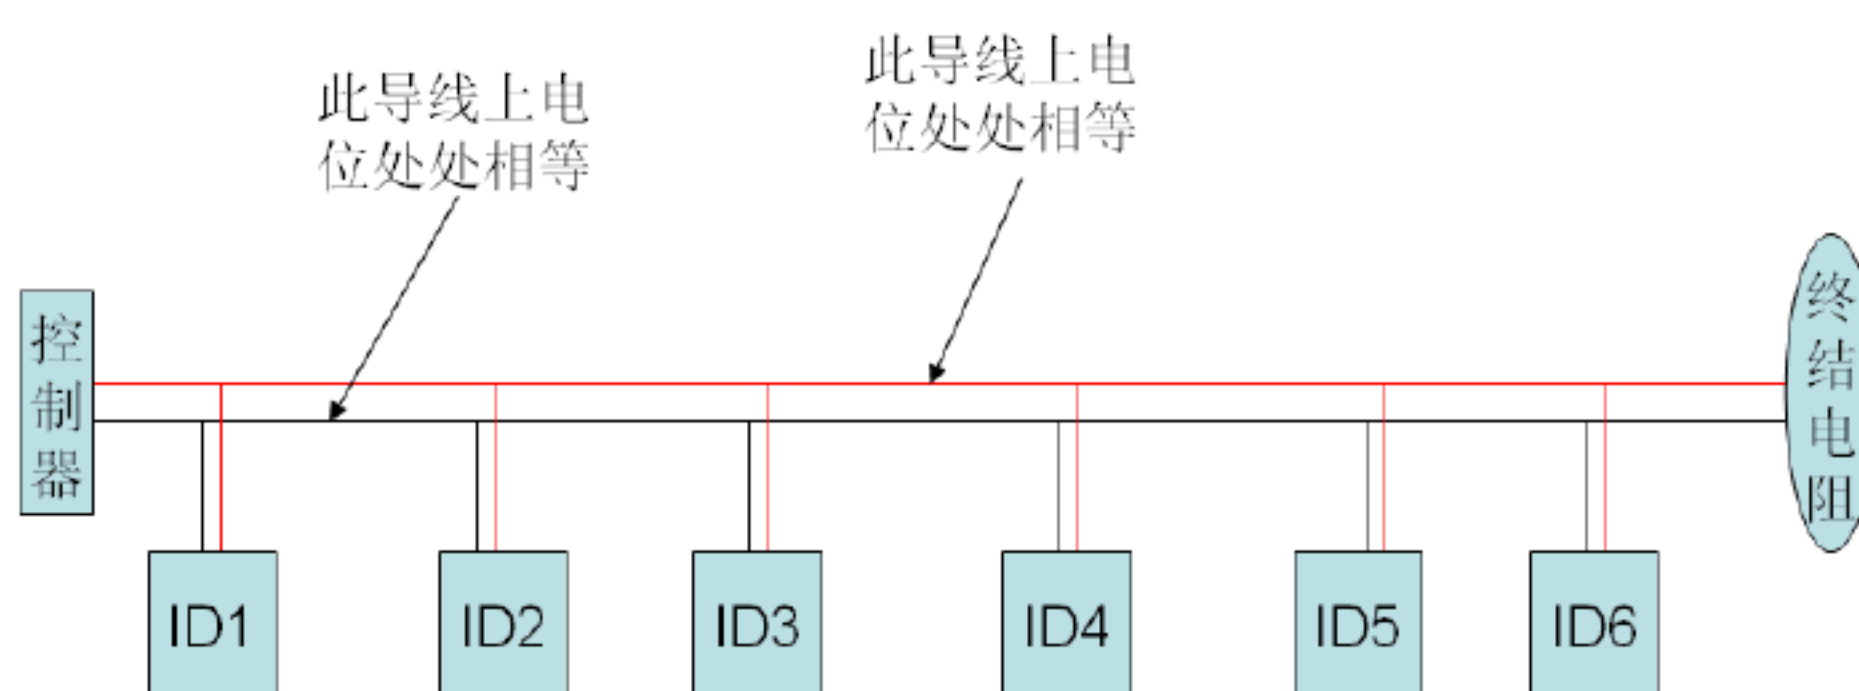 此导线上电
位处处相等
此导线上电
位处处相等
控
制
器
终
结
电
阻
ID1
ID2
ID3
ID4
ID5
ID6